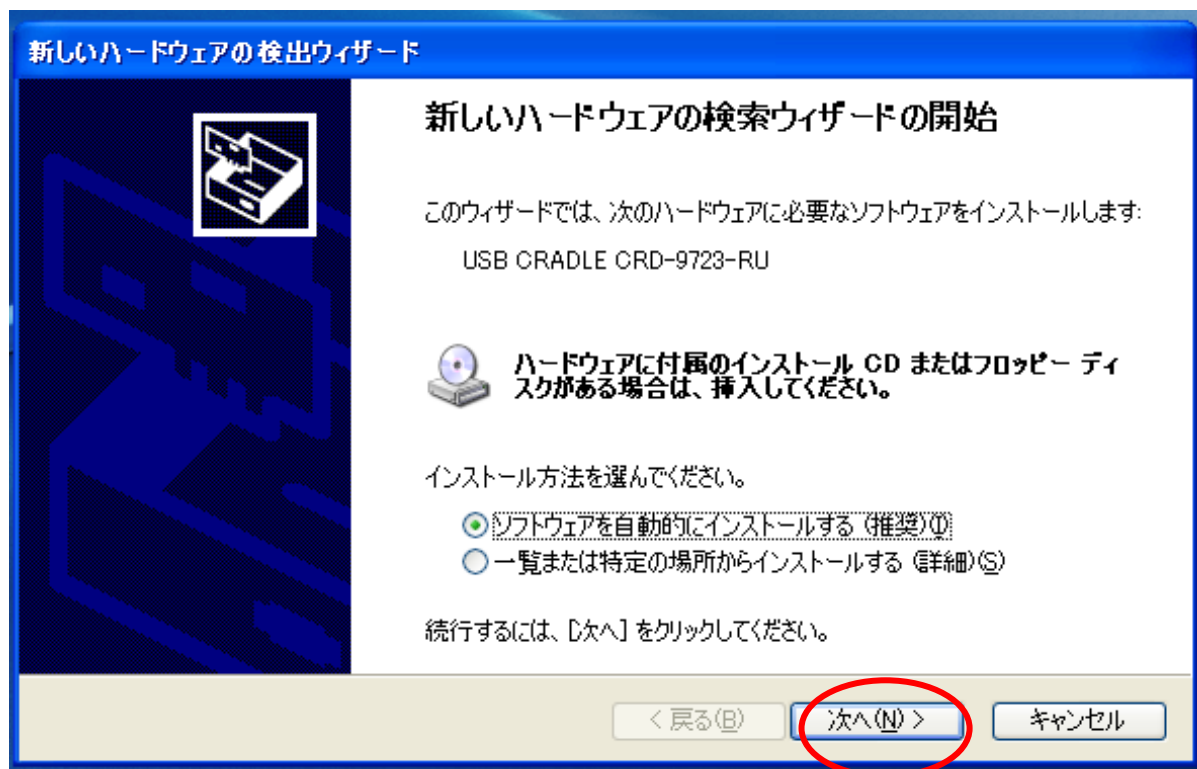 新しいハードウェアの検出ウィザード
新しいハードウェアの検索ウィザードの開始
このウィザードでは、次のハードウェアに必要なソフトウェアをインストールします:
USB CRADLE CRD-9723-RU
ハードウェアに付属のインストール CD またはフロッピー ディ
スクがある場合は、挿入してください。
インストール方法を選んでください。
ソフトウェアを自動的にインストールする (推奨)(I)
一覧または特定の場所からインストールする (詳細)(S)
続行するには、[次へ] をクリックしてください。
< 戻る(B) 次へ(N) > キャンセル